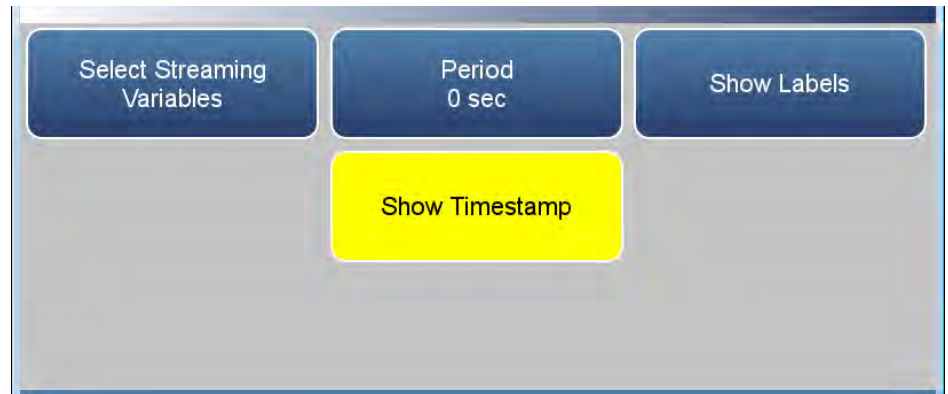 Select Streaming
Variables
Period
0 sec
Show Labels
Show Timestamp